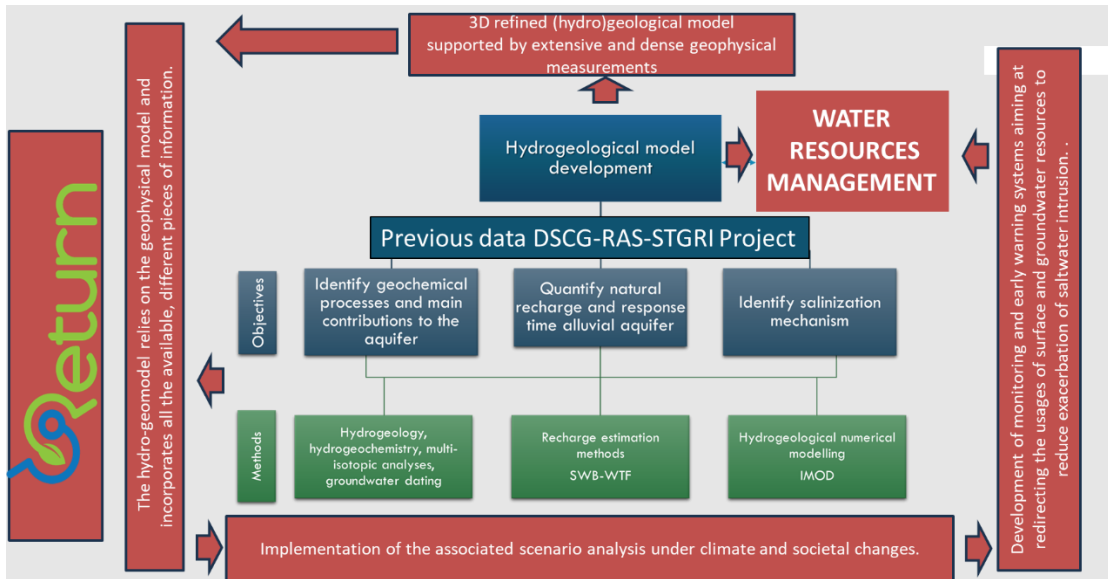 3D refined (hydro)geological model
supported by extensive and dense geophysical
measurements
Return
The hydro-geomodel relies on the geophysical model and
incorporates all the available, different pieces of information.
Hydrogeological model
development
WATER
RESOURCES
MANAGEMENT
Previous data DSCG-RAS-STGRI Project
Objectives
Identify geochemical
processes and main
contributions to the
aquifer
Quantify natural
recharge and response
time alluvial aquifer
Identify salinization
mechanism
Methods
Hydrogeology,
hydrogeochemistry, multi-
isotopic analyses,
groundwater dating
Recharge estimation
methods
SWB-WTF
Hydrogeological numerical
modelling
IMOD
Implementation of the associated scenario analysis under climate and societal changes.
Development of monitoring and early warning systems aiming at
redirecting the usages of surface and groundwater resources to
reduce exacerbation of saltwater intrusion. .